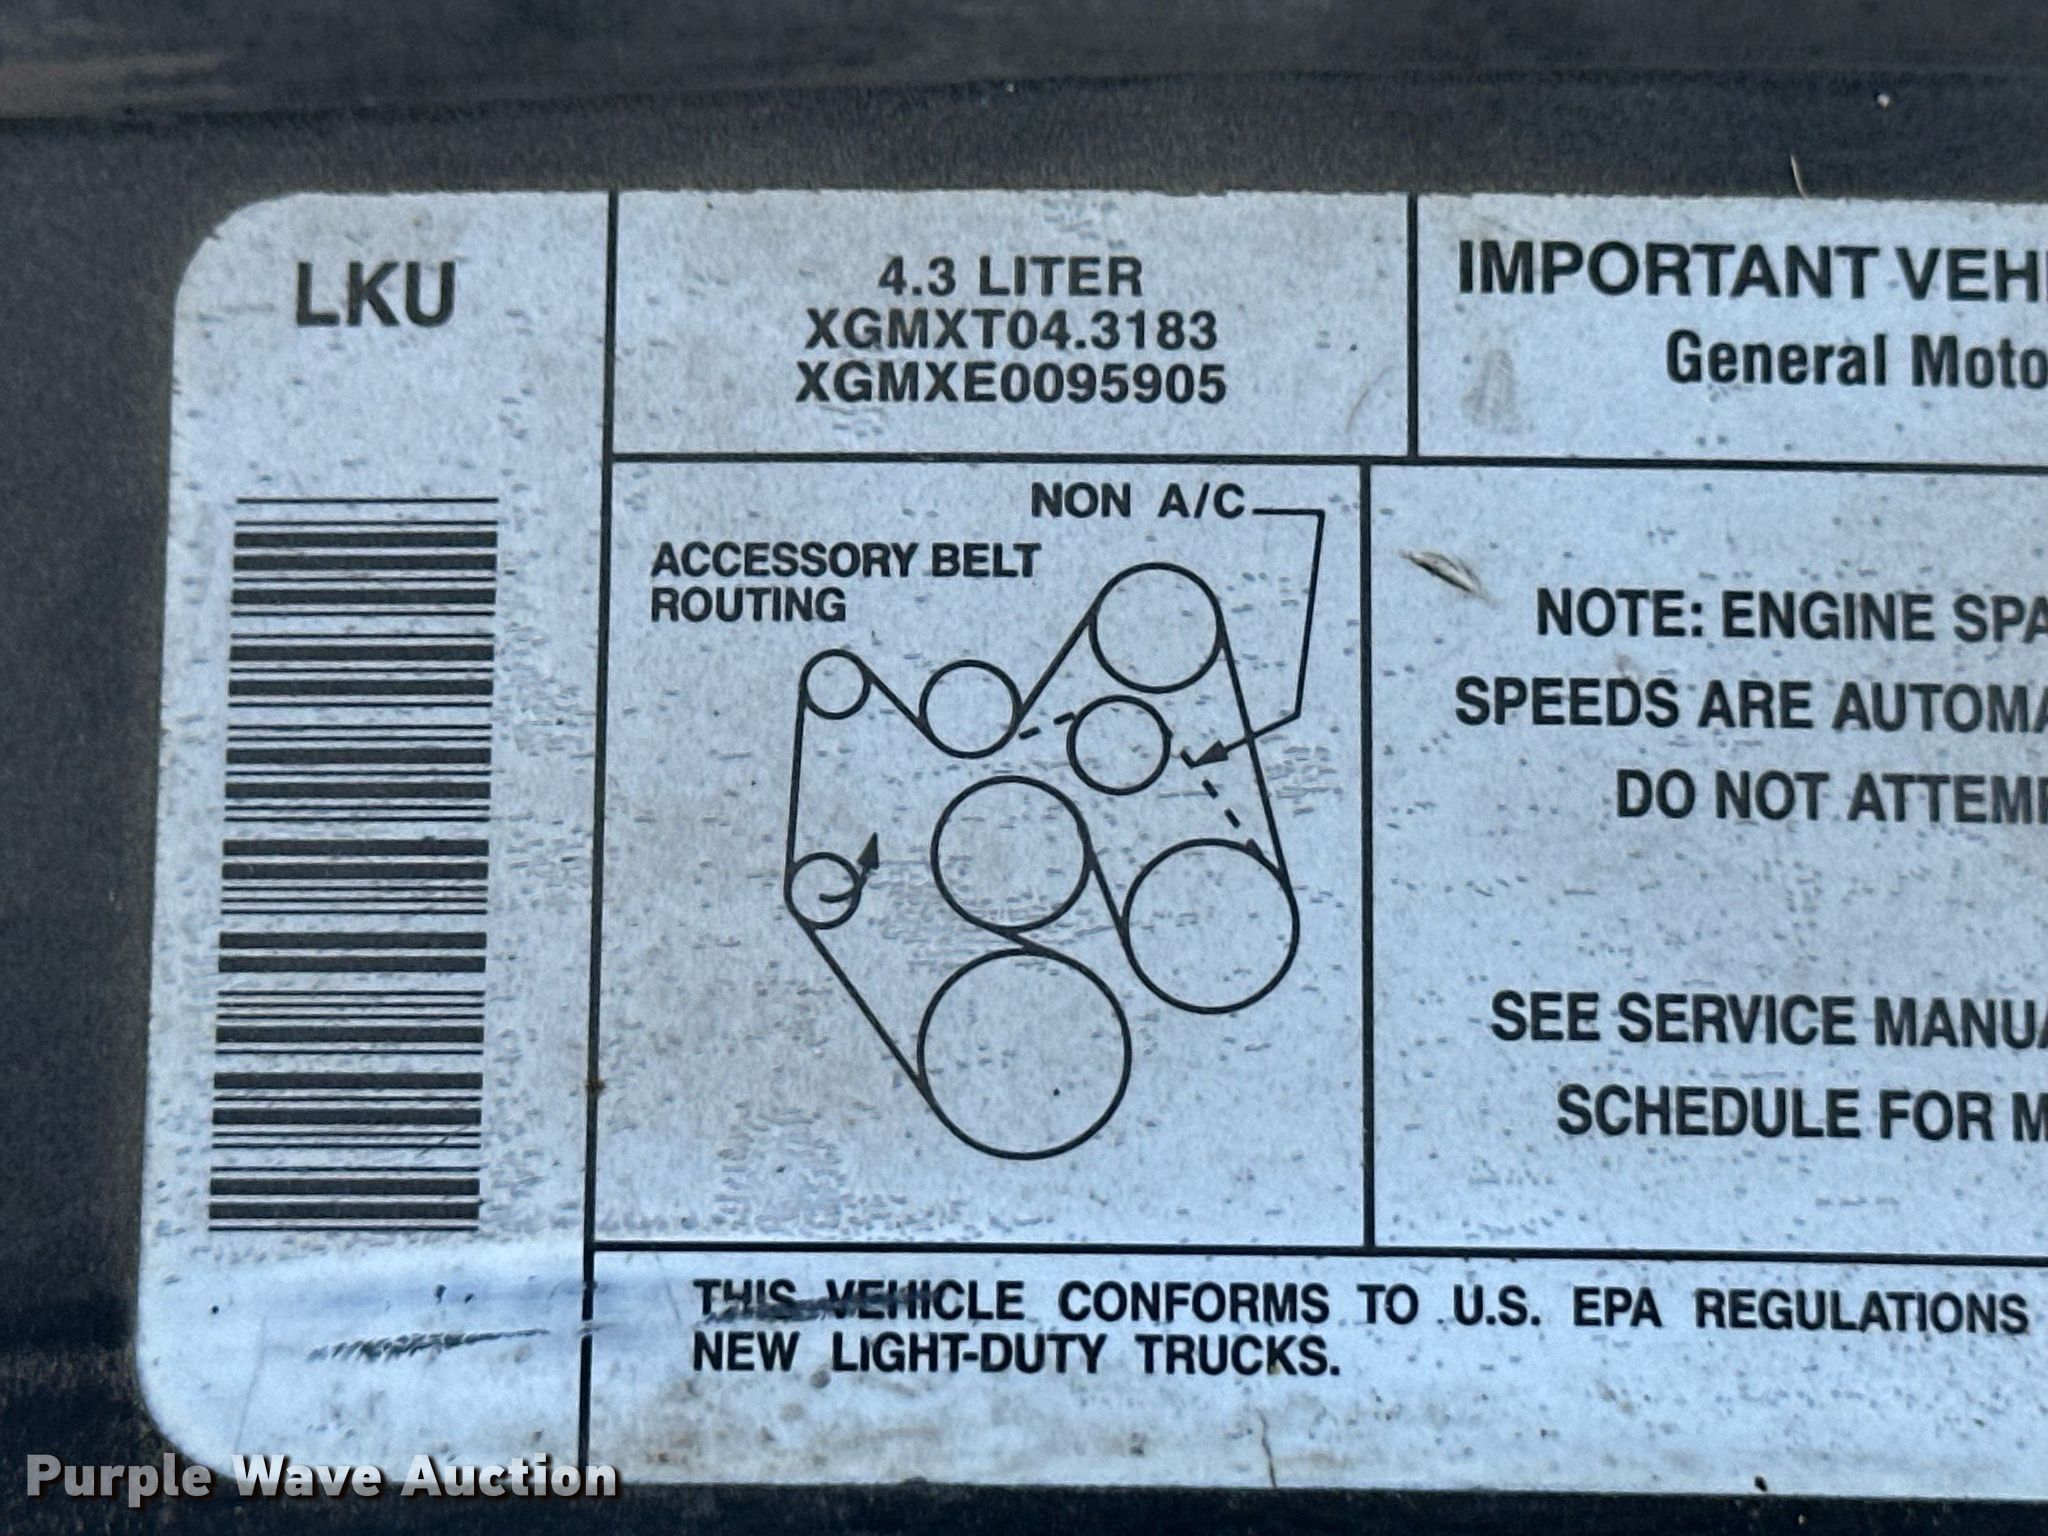 LKU
4.3 LITER
XGMXT04.3183
XGMXE0095905
IMPORTANT VEHI
General Moto
NON A/C
ACCESSORY BELT
ROUTING
NOTE: ENGINE SPA
SPEEDS ARE AUTOMA
DO NOT ATTEMP
SEE SERVICE MANUA
SCHEDULE FOR M
THIS VEHICLE CONFORMS TO U.S. EPA REGULATIONS
NEW LIGHT-DUTY TRUCKS.
Purple Wave Auction